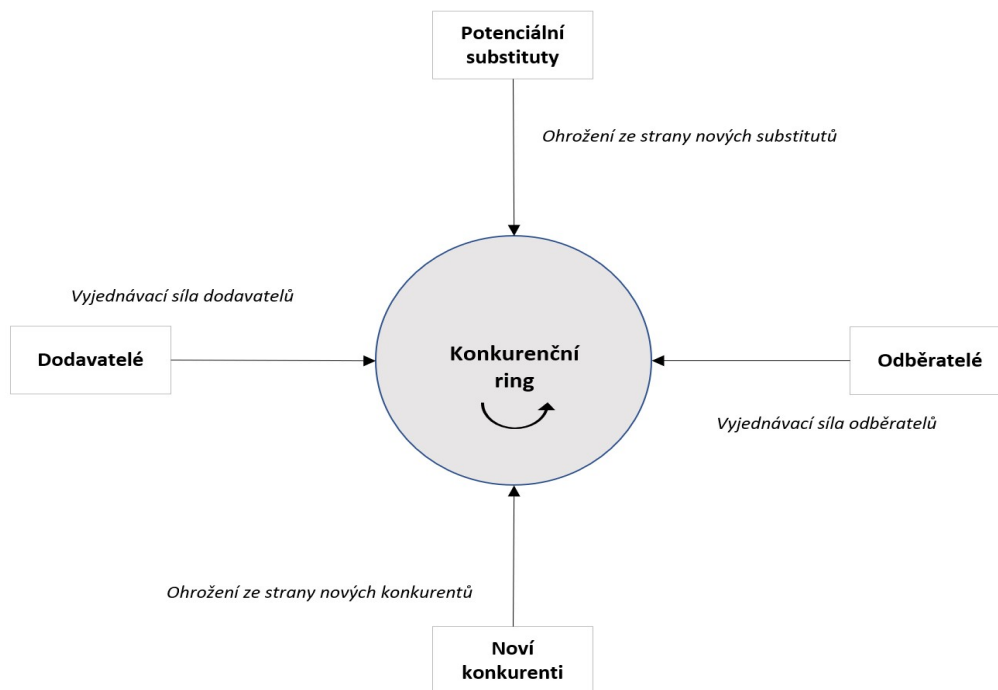 Potenciální
substituty
Ohrožení ze strany nových substitutů
Vyjednávací síla dodavatelů
Dodavatelé
Konkurenční
ring
Odběratelé
Vyjednávací síla odběratelů
Ohrožení ze strany nových konkurentů
Noví
konkurenti